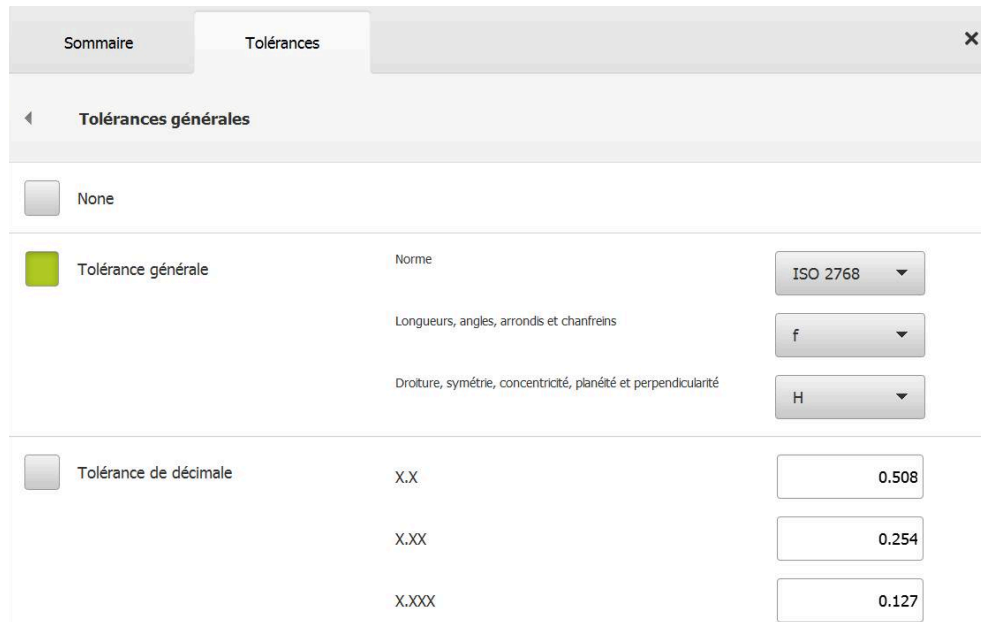 Sommaire Tolérances
Tolérances générales
None
Tolérance générale Norme ISO 2768
Longueurs, angles, arrondis et chanfreins f
Droiture, symétrie, concentricité, planéité et perpendicularité H
Tolérance de décimale X.X 0.508
X.XX 0.254
X.XXX 0.127